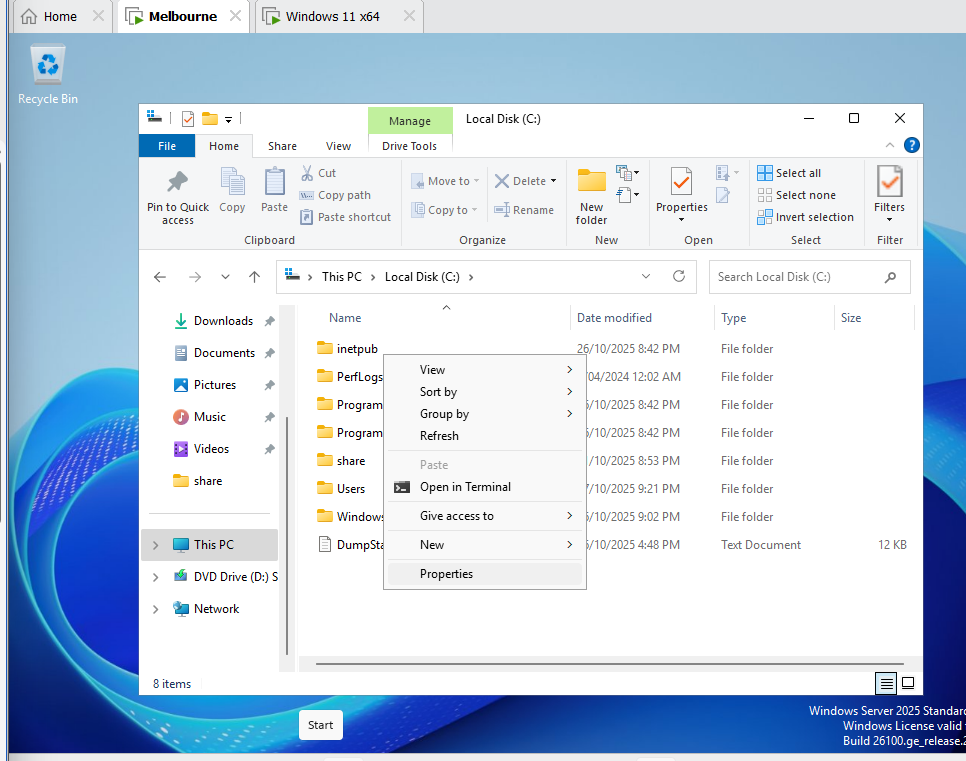 Home
Melbourne
Windows 11 x64
Recycle Bin
Manage
Local Disk (C:)
File
Home
Share
View
Drive Tools
Pin to Quick access
Copy
Paste
Cut
Copy path
Paste shortcut
Clipboard
Move to
Copy to
Delete
Rename
Organize
New folder
New
Properties
Open
Select all
Select none
Invert selection
Select
Filters
Filter
This PC
Local Disk (C:)
Search Local Disk (C:)
Downloads
Documents
Pictures
Music
Videos
share
This PC
DVD Drive (D:) S
Network
Name
Date modified
Type
Size
inetpub 26/10/2025 8:42 PM File folder
PerfLogs /04/2024 12:02 AM File folder
Program /10/2025 8:42 PM File folder
Program /10/2025 8:42 PM File folder
share /10/2025 8:53 PM File folder
Users /10/2025 9:21 PM File folder
Windows /10/2025 9:02 PM File folder
DumpSta /10/2025 4:48 PM Text Document 12 KB
View
Sort by
Group by
Refresh
Paste
Open in Terminal
Give access to
New
Properties
8 items
Start
Windows Server 2025 Standard
Windows License valid
Build 26100.ge_release.2